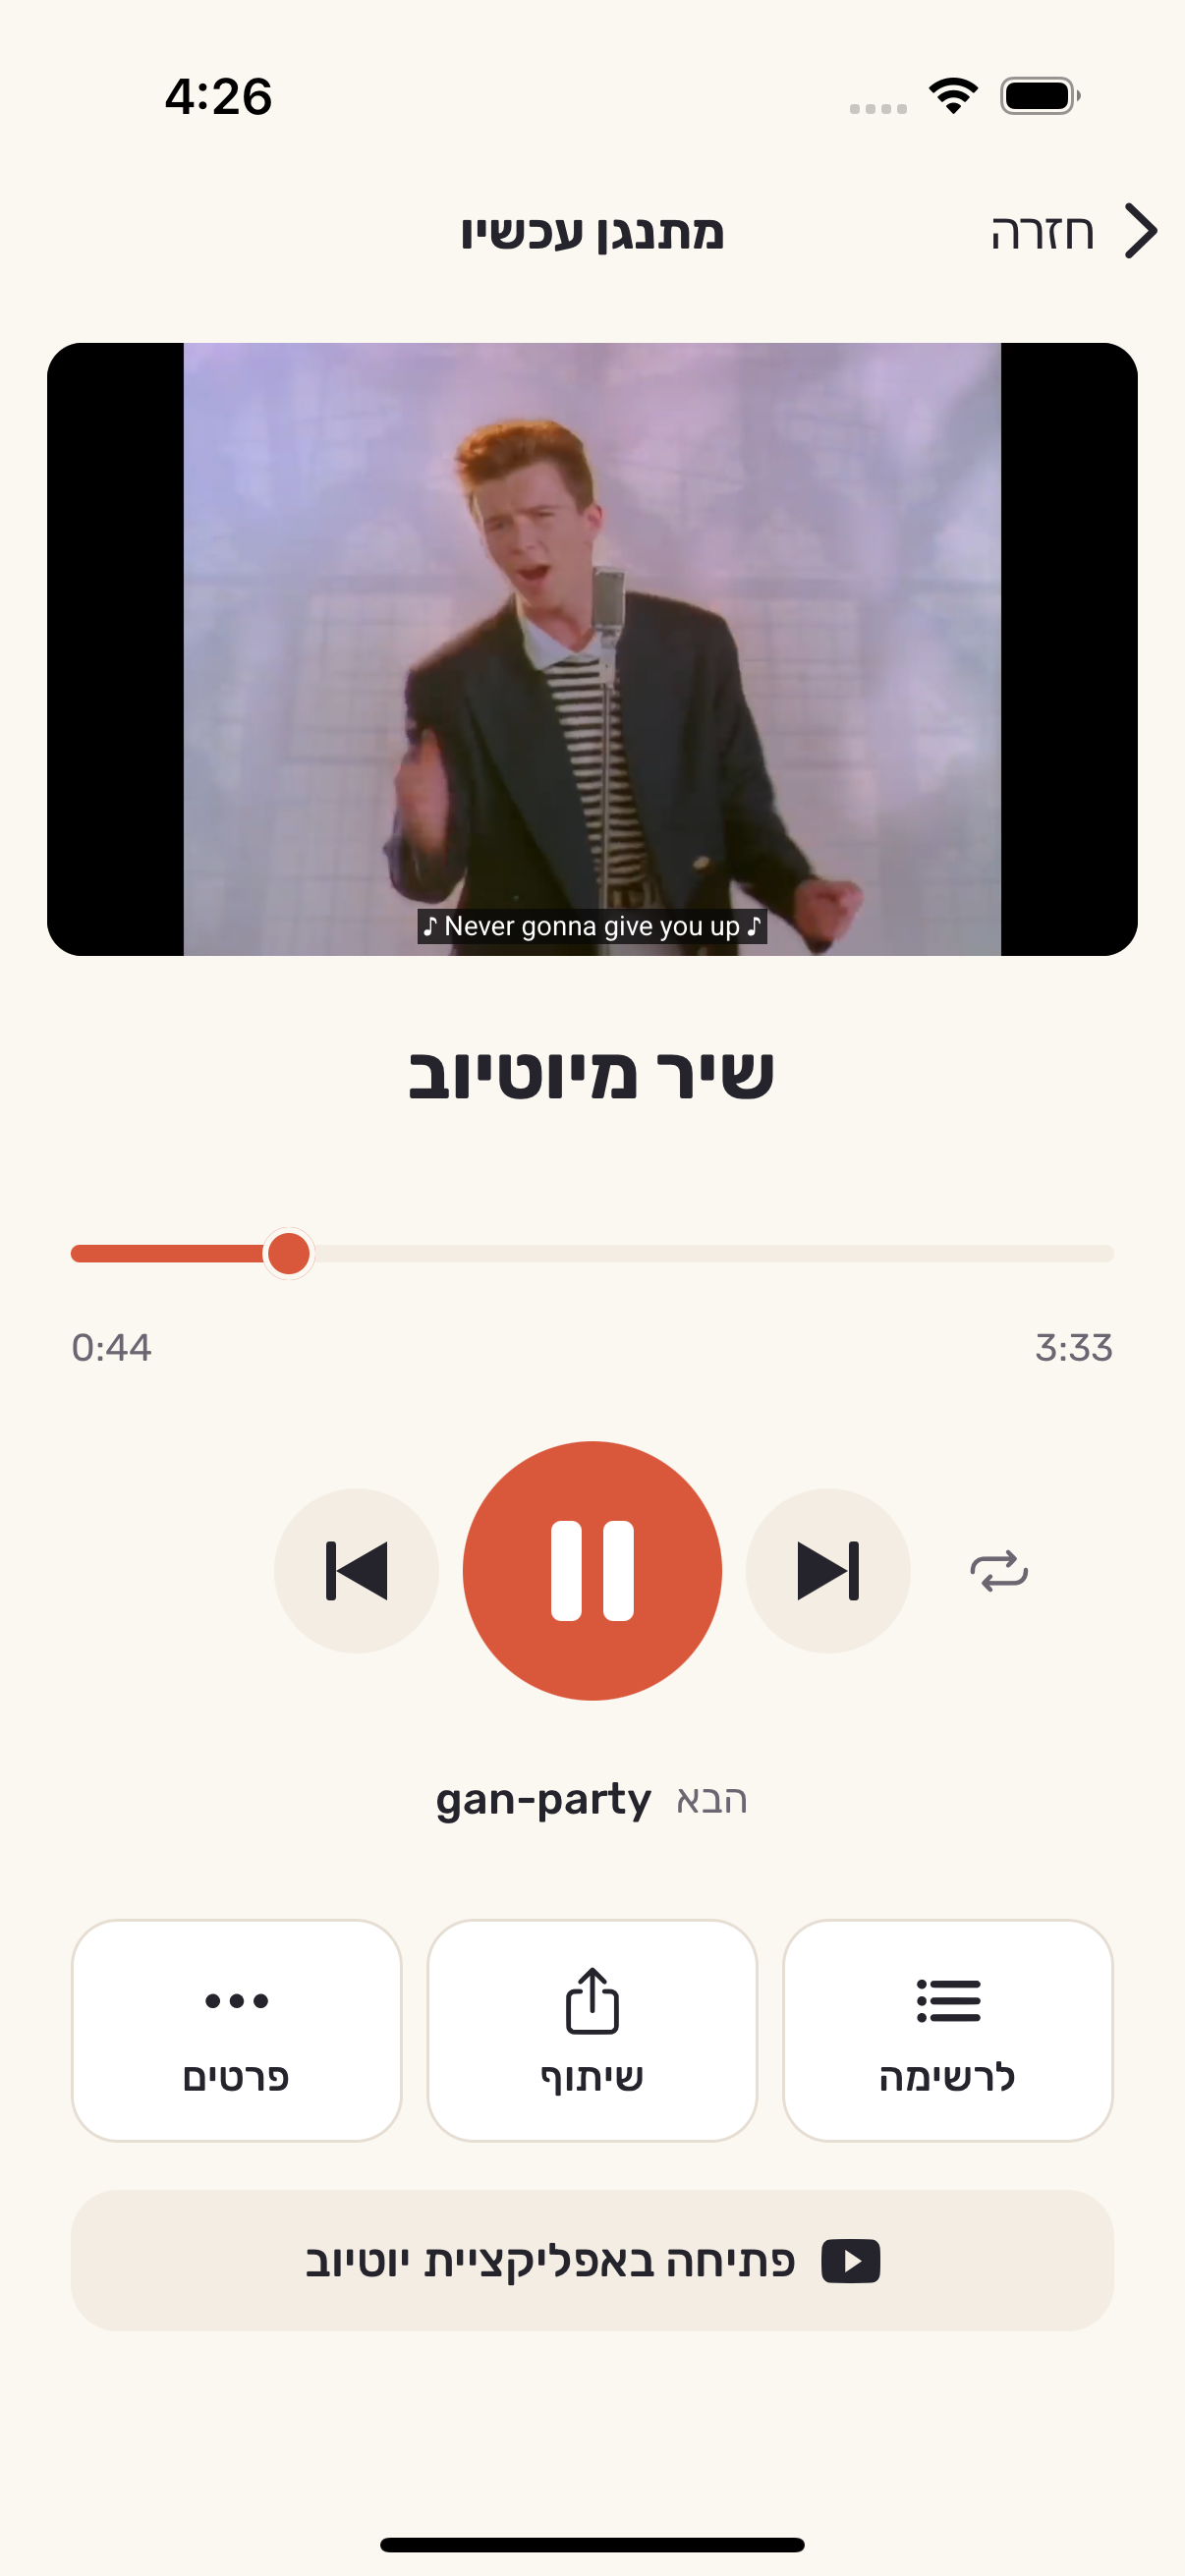 4:26
חזרה
מתנגן עכשיו
♪ Never gonna give you up ♪
שיר מיוטיוב
0:44
3:33
הבא gan-party
לרשימה
שיתוף
פרטים
פתיחה באפליקציית יוטיוב